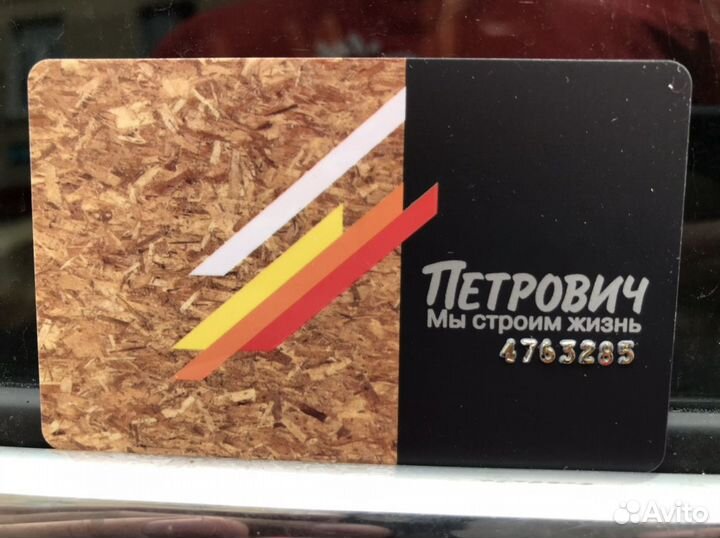 ПЕТРОВИЧ
Мы строим жизнь
4763285
Avito